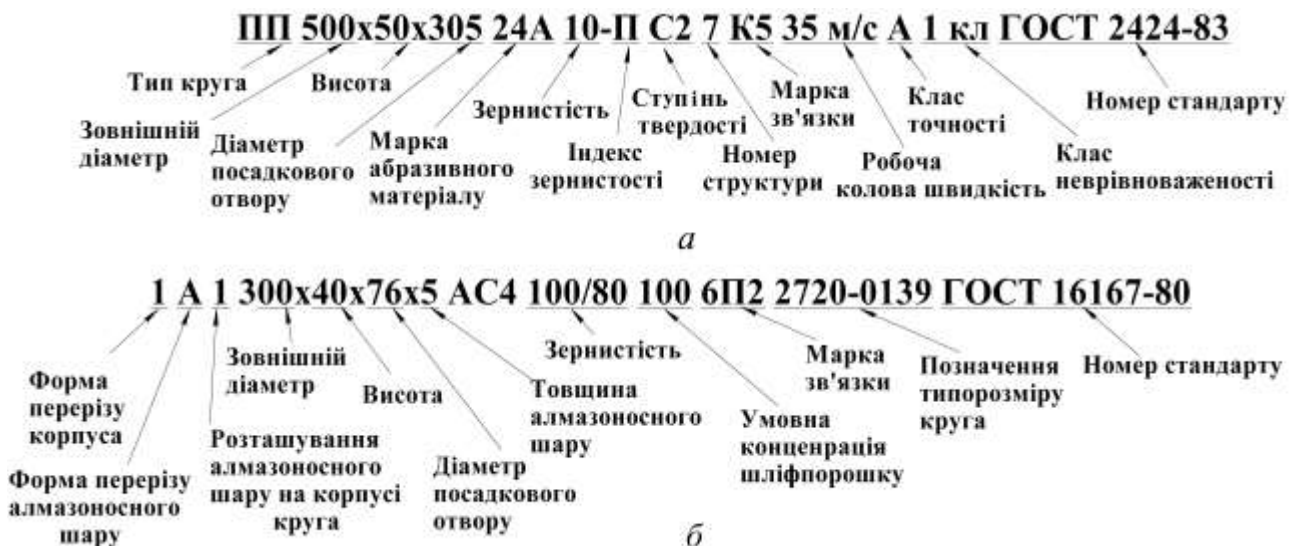 ПП 500х50х305 24А 10-П С2 7 К5 35 м/с А 1 кл ГОСТ 2424-83
Тип круга
Висота
Зернистість
Ступінь
твердості
Марка
зв'язки
Клас
точності
Номер стандарту
Зовнішній
діаметр
Діаметр
посадкового
отвору
Марка
абразивного
матеріалу
Індекс
зернистості
Номер
структури
Робоча
колова швидкість
Клас
неврівноваженості
а
1 А 1 300х40х76х5 АС4 100/80 100 6П2 2720-0139 ГОСТ 16167-80
Форма
перерізу
корпуса
Зовнішній
діаметр
Висота
Товщина
алмазоносного
шару
Зернистість
Марка
зв'язки
Позначення
типорозміру
круга
Номер стандарту
Форма перерізу
алмазоносного
шару
Розташування
алмазоносного
шару на корпусі
круга
Діаметр
посадкового
отвору
Умовна
конценрація
шліфпорошку
б